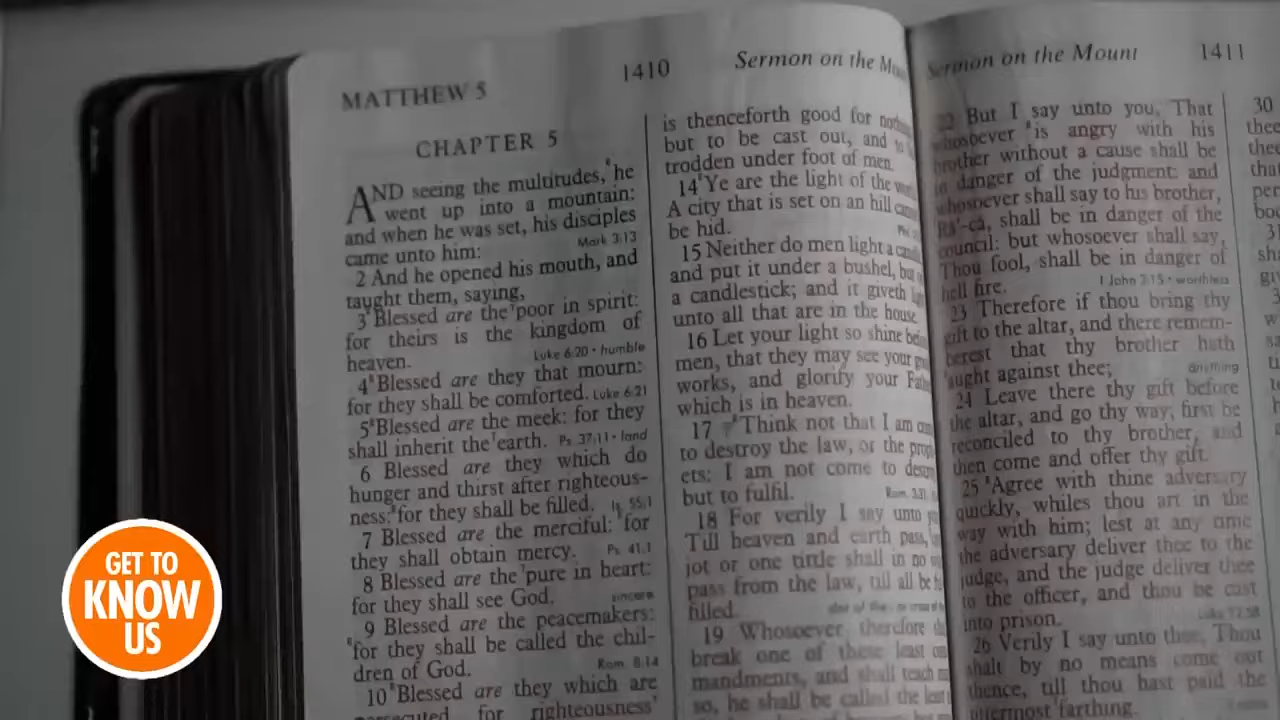 MATTHEW 5
1410
Sermon on the
CHAPTER 5
AND seeing the multitudes, he
went up into a mountain:
and when he was set, his disciples
came unto him:
Mark 3:13
2 And he opened his mouth, and
taught them, saying,
3 Blessed are the poor in spirit:
for theirs is the kingdom of
heaven.
Luke 6:20 • humble
4 Blessed are they that mourn:
for they shall be comforted. Luke 6:21
5 Blessed are the meek: for they
shall inherit the earth. Ps 37:11 • land
6 Blessed are they which do
hunger and thirst after righteous-
ness: for they shall be filled. Is 55:1
7 Blessed are the merciful: for
they shall obtain mercy. Ps 41:1
8 Blessed are the pure in heart:
for they shall see God. sincere
9 Blessed are the peacemakers:
for they shall be called the chil-
dren of God. Rom 8:14
10 Blessed are they which are
for righteousness'
is thenceforth good for
but to be cast out, and
trodden under foot of men.
14 Ye are the light of the
A city that is set on an hill
be hid.
15 Neither do men light a
and put it under a bushel,
a candlestick; and it giveth
unto all that are in the house.
16 Let your light so shine
men, that they may see your
works, and glorify your
which is in heaven.
17 Think not that I am
to destroy the law, or the
ets: I am not come to
but to fulfil.
18 For verily I say unto
Till heaven and earth pass,
jot or one tittle shall in no
pass from the law, till all be
filled.
19 Whosoever therefore
break one of these least
mandments, and shall teach
so, he shall be called the least
Sermon on the Mount
1411
But I say unto you, That
whosoever is angry with his
brother without a cause shall be
in danger of the judgment: and
whosoever shall say to his brother,
Rā'-cȧ, shall be in danger of the
council: but whosoever shall say,
Thou fool, shall be in danger of
hell fire.
1 John 3:15 • worthless
23 Therefore if thou bring thy
gift to the altar, and there remem-
berest that thy brother hath
aught against thee; anything
24 Leave there thy gift before
the altar, and go thy way; first be
reconciled to thy brother, and
then come and offer thy gift.
25 Agree with thine adversary
quickly, whiles thou art in the
way with him; lest at any time
the adversary deliver thee to the
judge, and the judge deliver thee
to the officer, and thou be cast
into prison.
Luke 12:58
26 Verily I say unto thee, Thou
shalt by no means come out
thence, till thou hast paid the
uttermost farthing.
30
thee
GET TO
KNOW
US